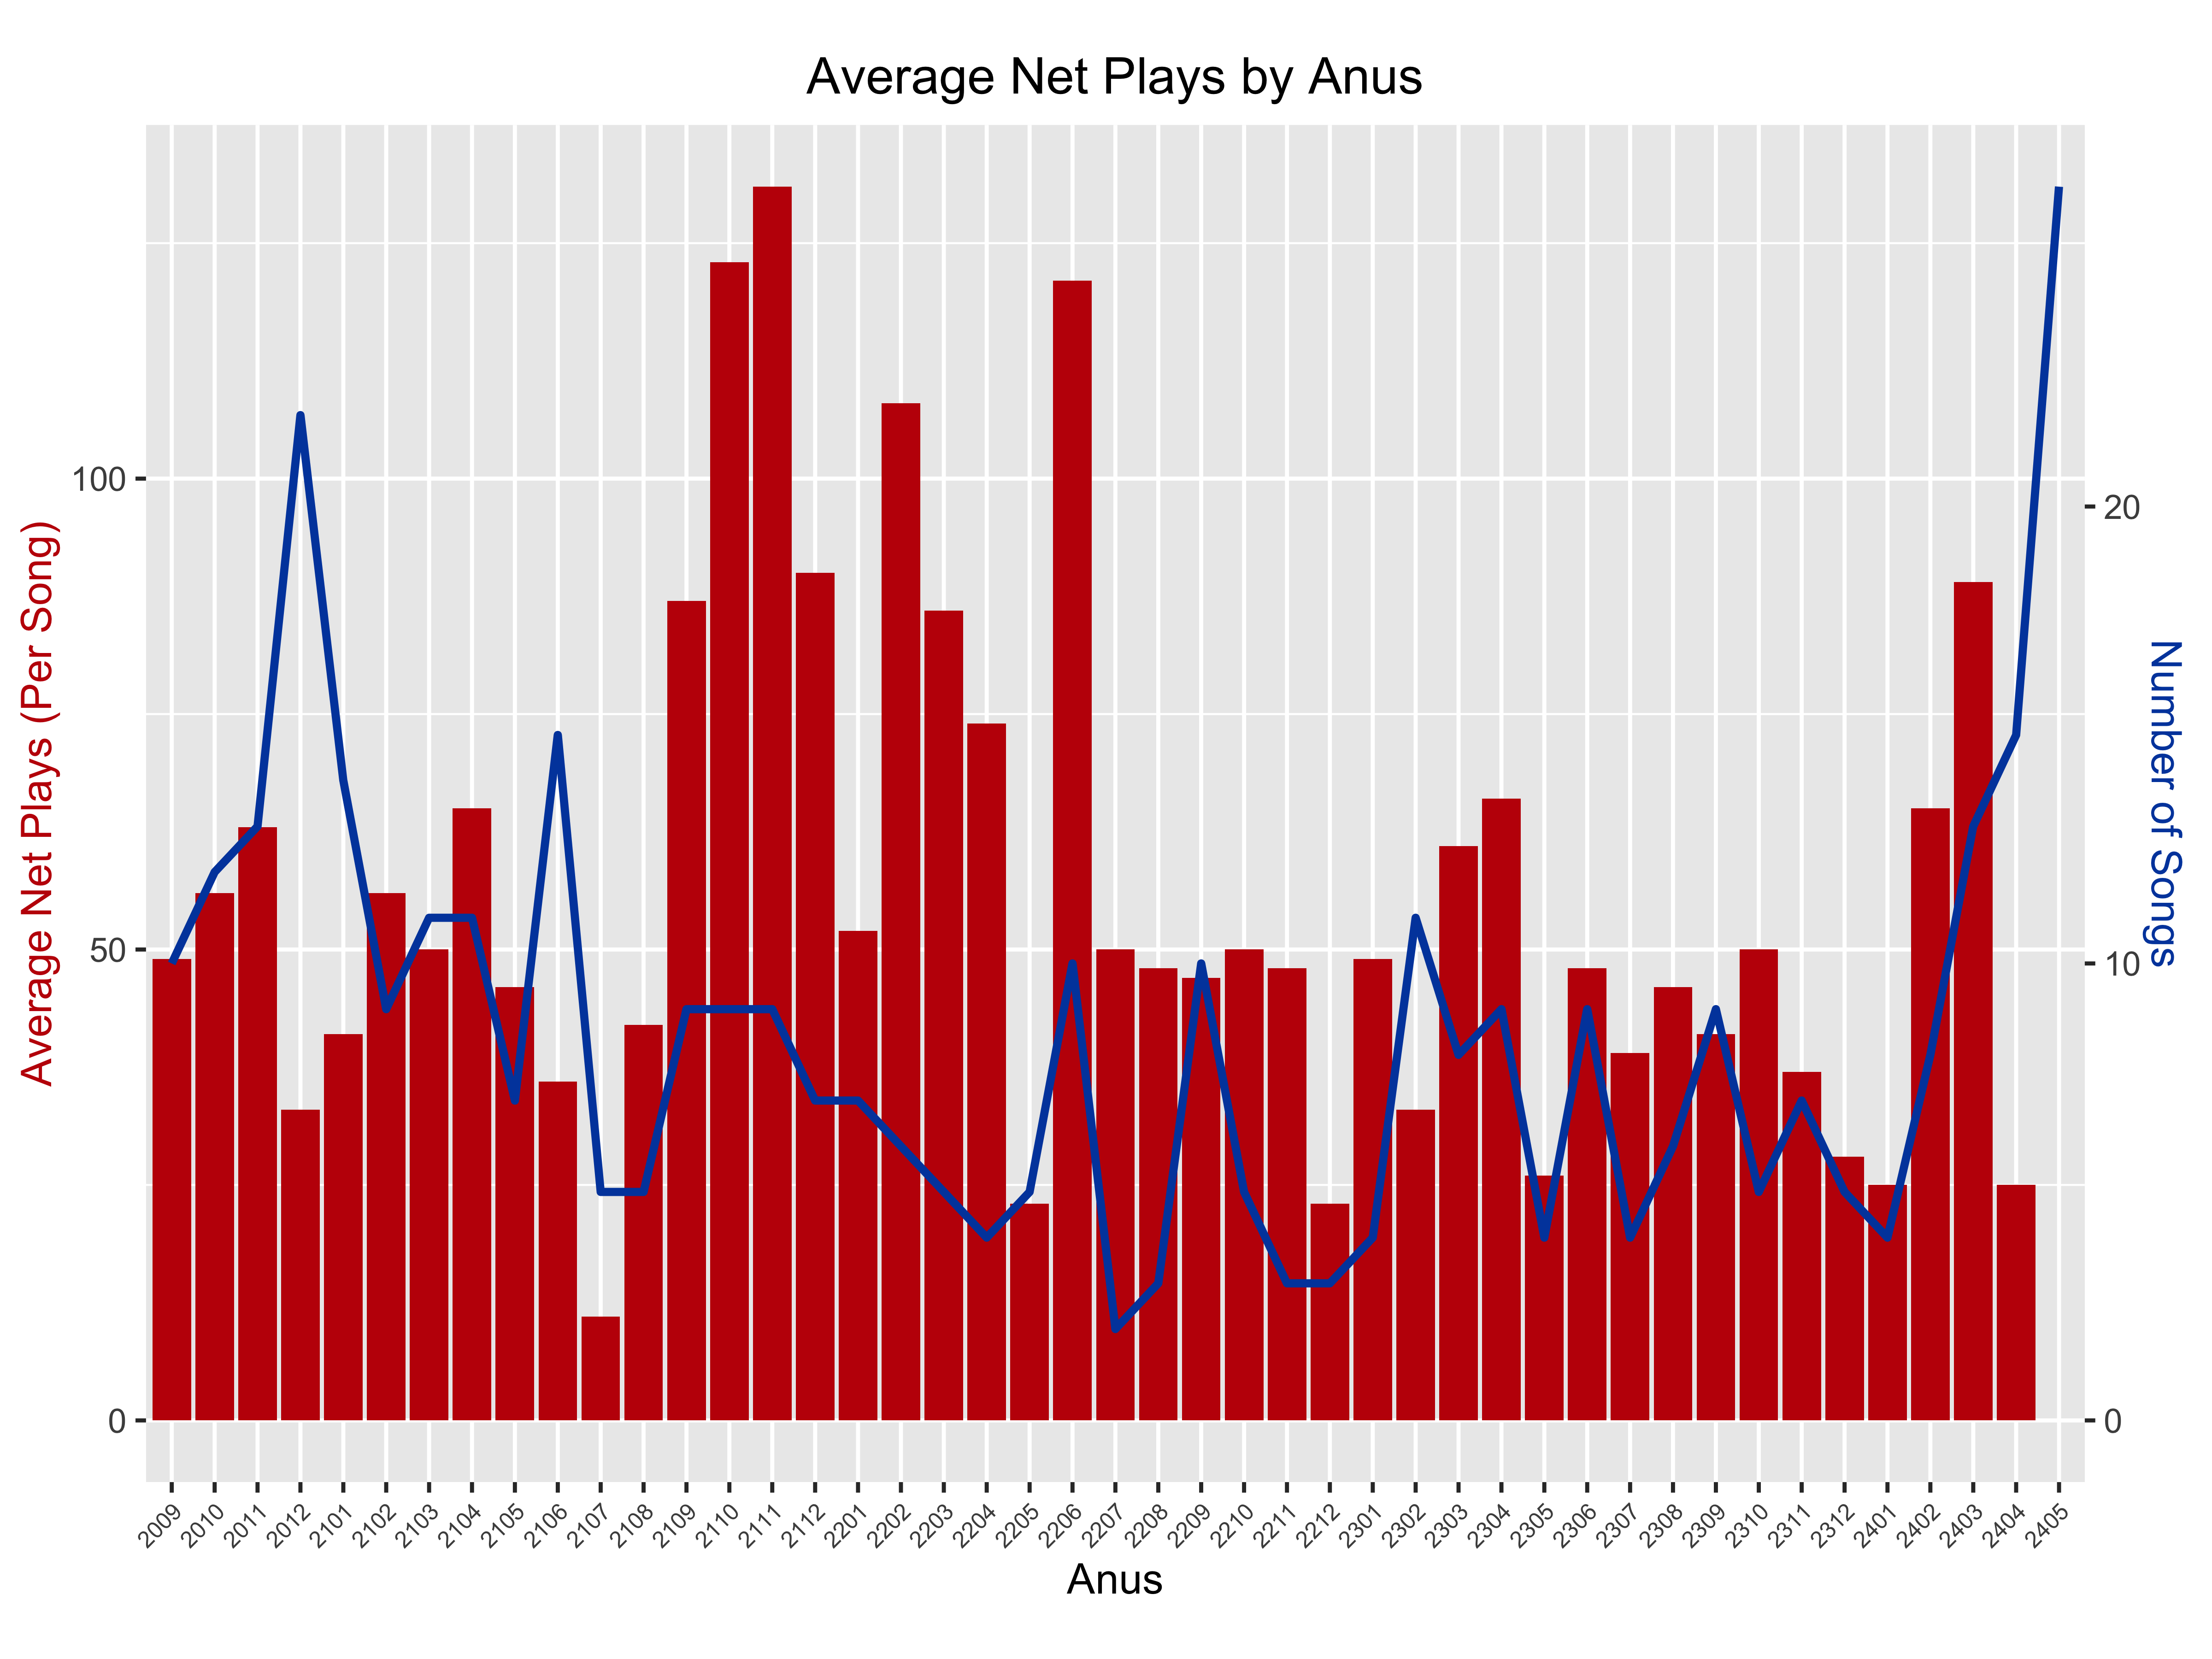 Average Net Plays by Anus
Average Net Plays (Per Song)
100
50
0
Number of Songs
20
10
0
2009 2010 2011 2012 2101 2102 2103 2104 2105 2106 2107 2108 2109 2110 2111 2112 2201 2202 2203 2204 2205 2206 2207 2208 2209 2210 2211 2212 2301 2302 2303 2304 2305 2306 2307 2308 2309 2310 2311 2312 2401 2402 2403 2404 2405
Anus